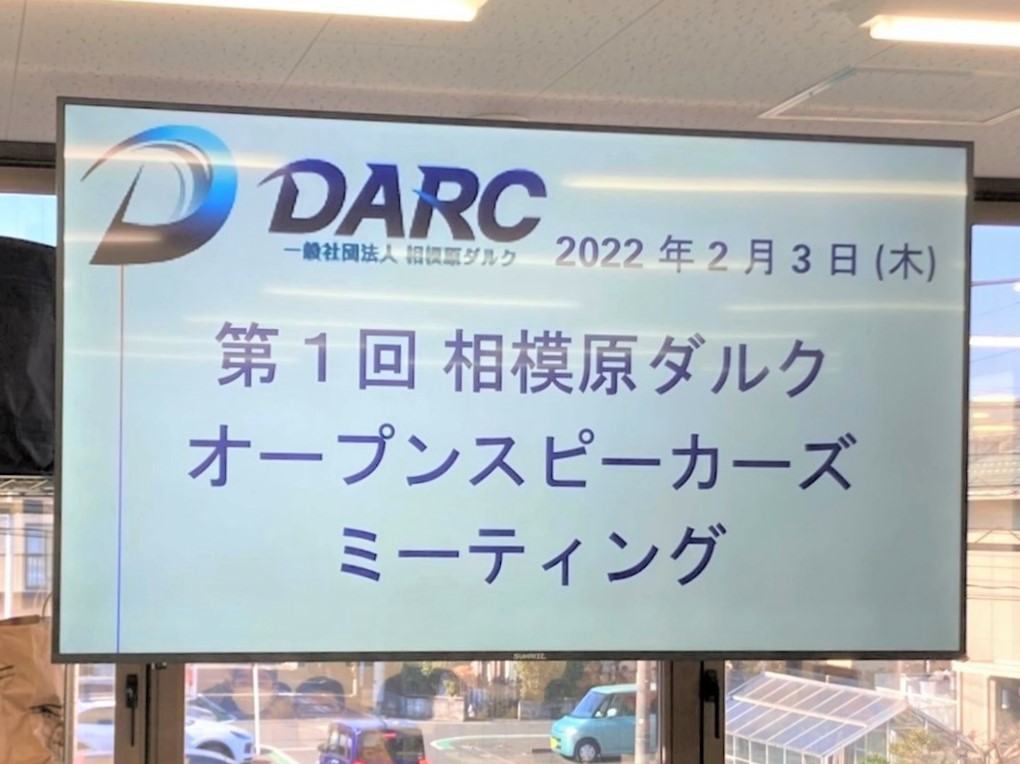 DARC
一般社団法人 相模原ダルク
2022 年 2 月 3 日 (木)
第 1 回 相模原ダルク
オープンスピーカーズ
ミーティング